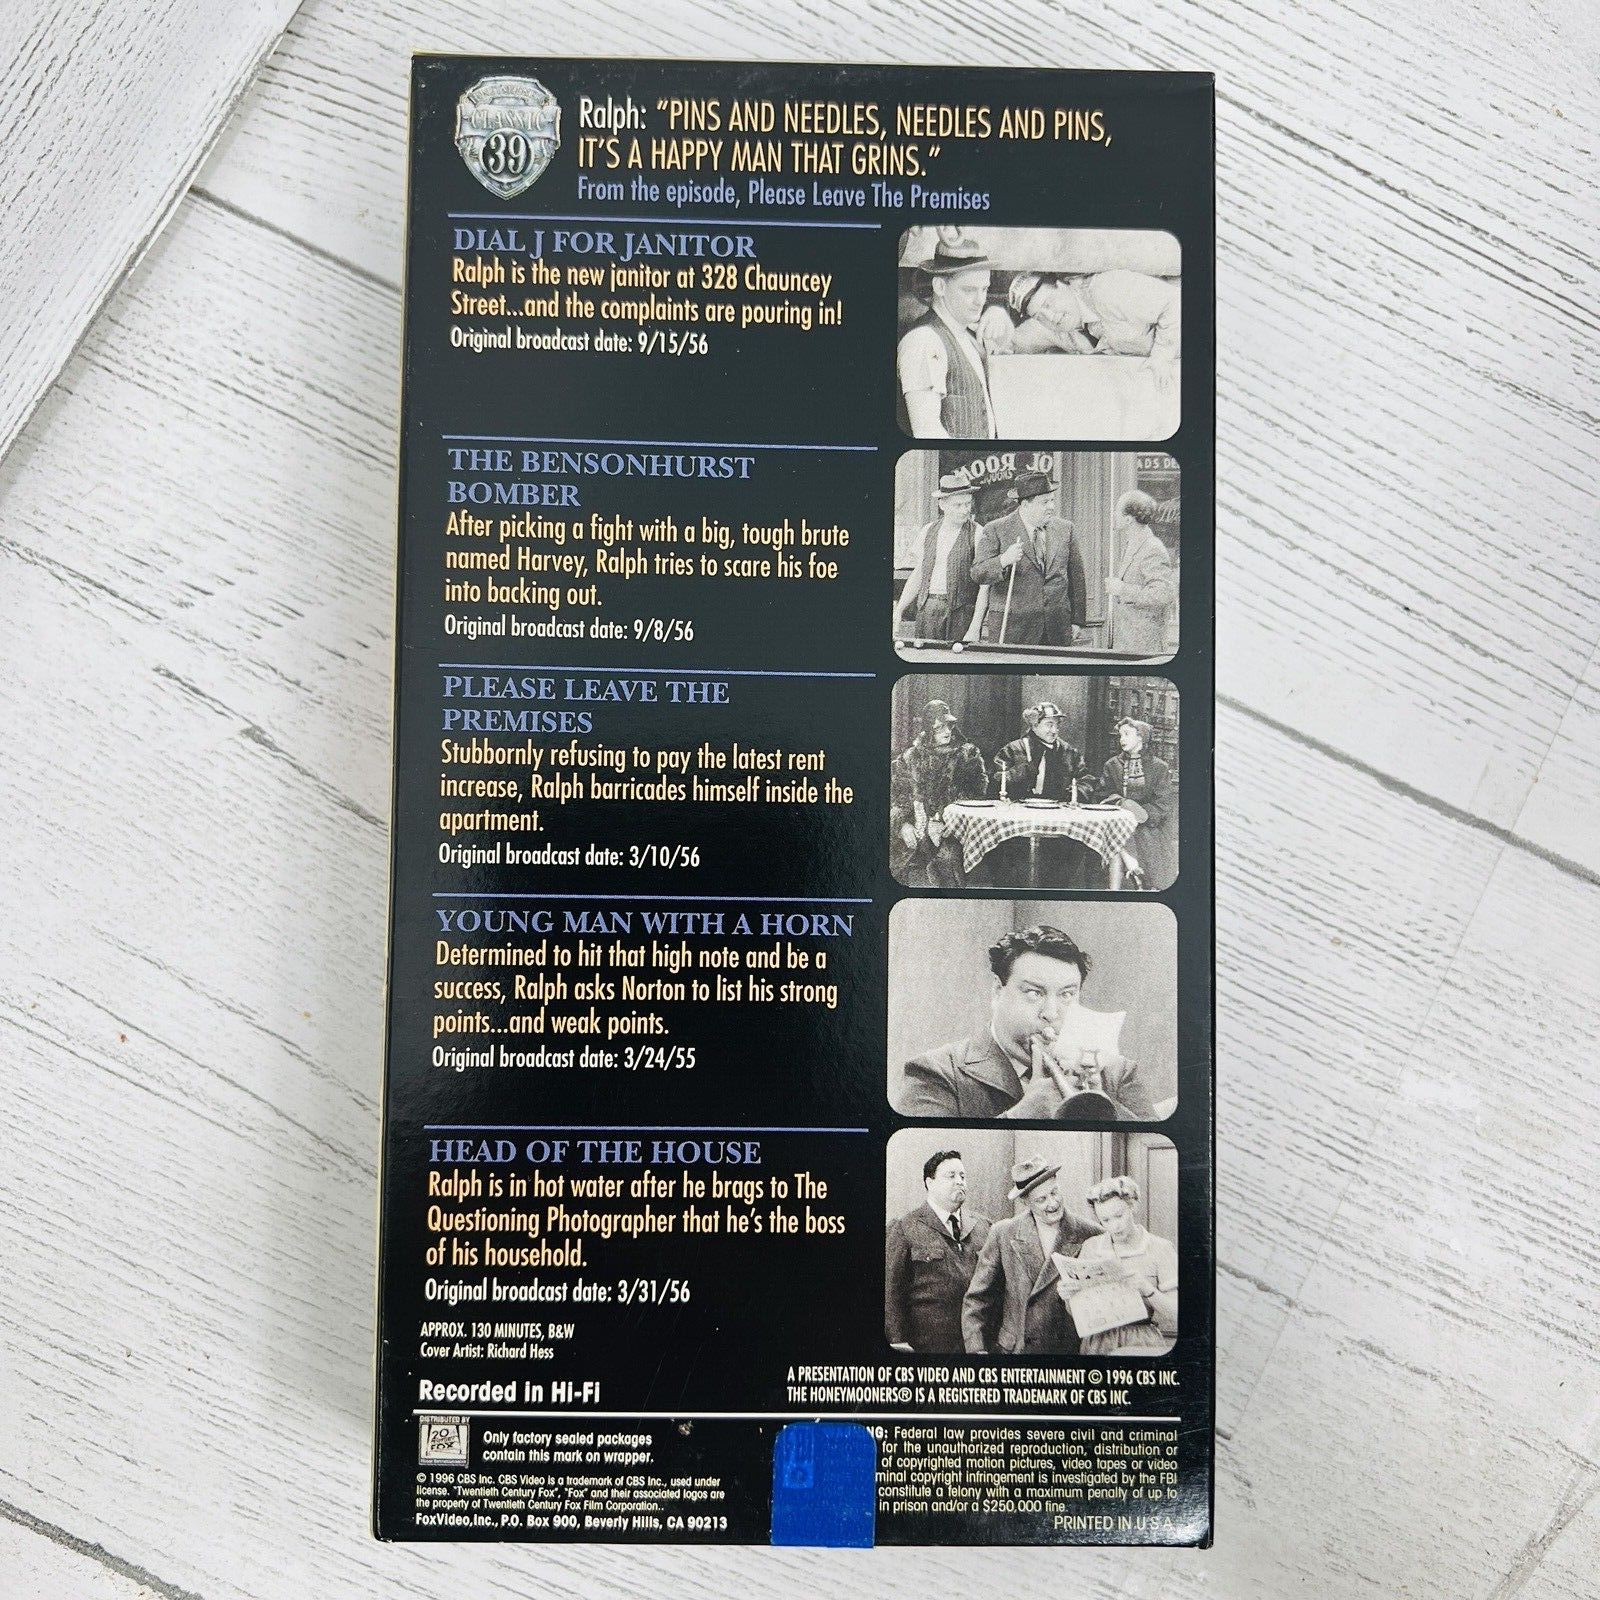 CLASSIC
39
Ralph: "PINS AND NEEDLES, NEEDLES AND PINS,
IT'S A HAPPY MAN THAT GRINS."
From the episode, Please Leave The Premises
DIAL J FOR JANITOR
Ralph is the new janitor at 328 Chauncey
Street...and the complaints are pouring in!
Original broadcast date: 9/15/56
THE BENSONHURST
BOMBER
After picking a fight with a big, tough brute
named Harvey, Ralph tries to scare his foe
into backing out.
Original broadcast date: 9/8/56
PLEASE LEAVE THE
PREMISES
Stubbornly refusing to pay the latest rent
increase, Ralph barricades himself inside the
apartment.
Original broadcast date: 3/10/56
YOUNG MAN WITH A HORN
Determined to hit that high note and be a
success, Ralph asks Norton to list his strong
points...and weak points.
Original broadcast date: 3/24/55
HEAD OF THE HOUSE
Ralph is in hot water after he brags to The
Questioning Photographer that he's the boss
of his household.
Original broadcast date: 3/31/56
APPROX. 130 MINUTES, B&W
Cover Artist: Richard Hess
Recorded in Hi-Fi
A PRESENTATION OF CBS VIDEO AND CBS ENTERTAINMENT © 1996 CBS INC.
THE HONEYMOONERS® IS A REGISTERED TRADEMARK OF CBS INC.
DISTRIBUTED BY
20
FOX
Only factory sealed packages
contain this mark on wrapper.
© 1996 CBS Inc. CBS Video is a trademark of CBS Inc., used under
license. "Twentieth Century Fox", "Fox" and their associated logos are
the property of Twentieth Century Fox Film Corporation..
FoxVideo, Inc., P.O. Box 900, Beverly Hills, CA 90213
NG: Federal law provides severe civil and criminal
for the unauthorized reproduction, distribution or
of copyrighted motion pictures, video tapes or video
minal copyright infringement is investigated by the FBI
constitute a felony with a maximum penalty of up to
in prison and/or a $250,000 fine.
PRINTED IN U.S.A.